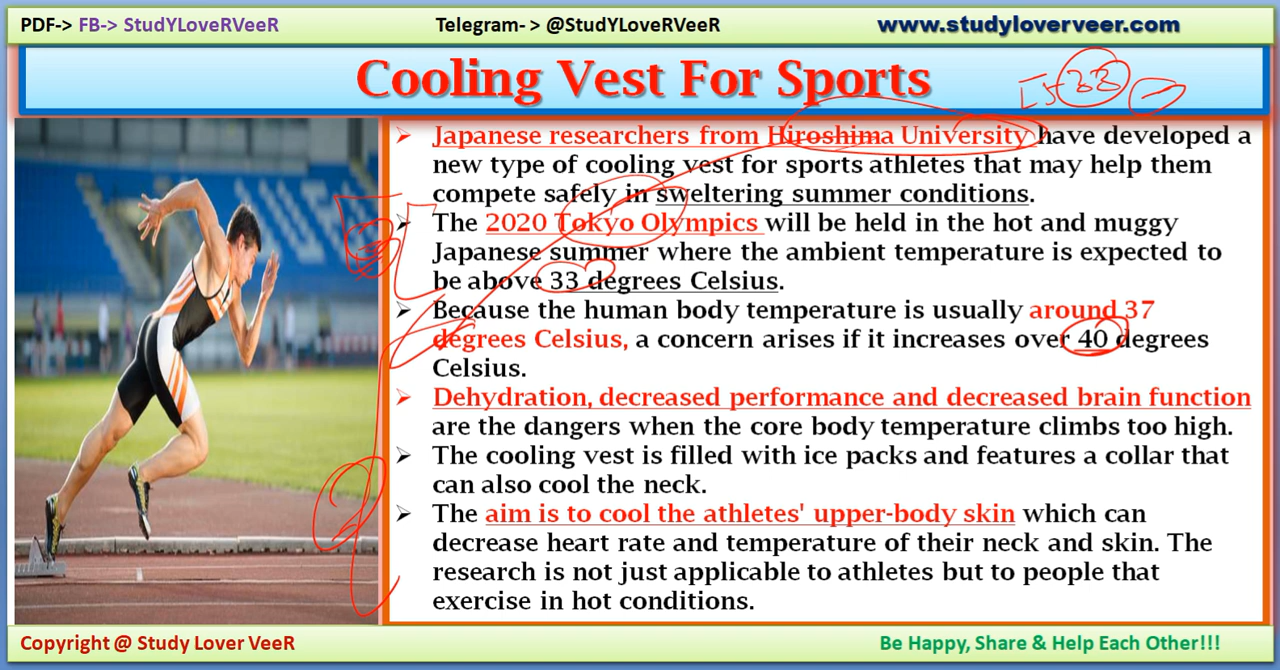 PDF-> FB-> StudYLoveRVeeR Telegram- > @StudYLoveRVeeR www.studyloverveer.com
Cooling Vest For Sports
➢ Japanese researchers from Hiroshima University have developed a
new type of cooling vest for sports athletes that may help them
compete safely in sweltering summer conditions.
➢ The 2020 Tokyo Olympics will be held in the hot and muggy
Japanese summer where the ambient temperature is expected to
be above 33 degrees Celsius.
➢ Because the human body temperature is usually around 37
degrees Celsius, a concern arises if it increases over 40 degrees
Celsius.
➢ Dehydration, decreased performance and decreased brain function
are the dangers when the core body temperature climbs too high.
➢ The cooling vest is filled with ice packs and features a collar that
can also cool the neck.
➢ The aim is to cool the athletes' upper-body skin which can
decrease heart rate and temperature of their neck and skin. The
research is not just applicable to athletes but to people that
exercise in hot conditions.
Copyright @ Study Lover VeeR Be Happy, Share & Help Each Other!!!